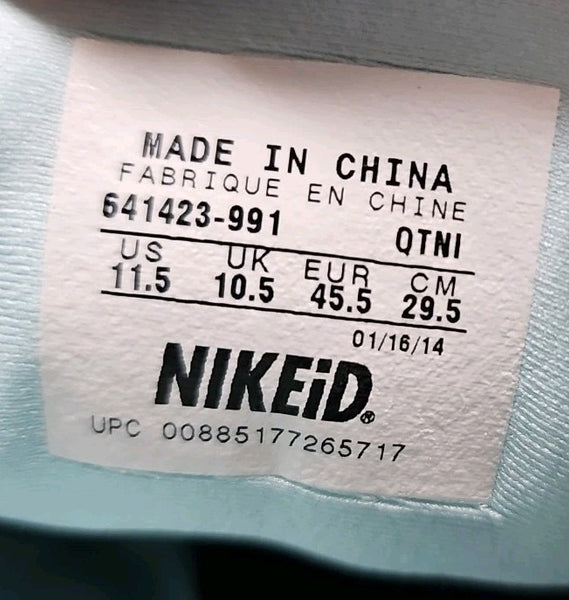 MADE IN CHINA
FABRIQUE EN CHINE
641423-991 QTNI
US UK EUR CM
11.5 10.5 45.5 29.5
01/16/14
NIKEiD®
UPC 00885177265717